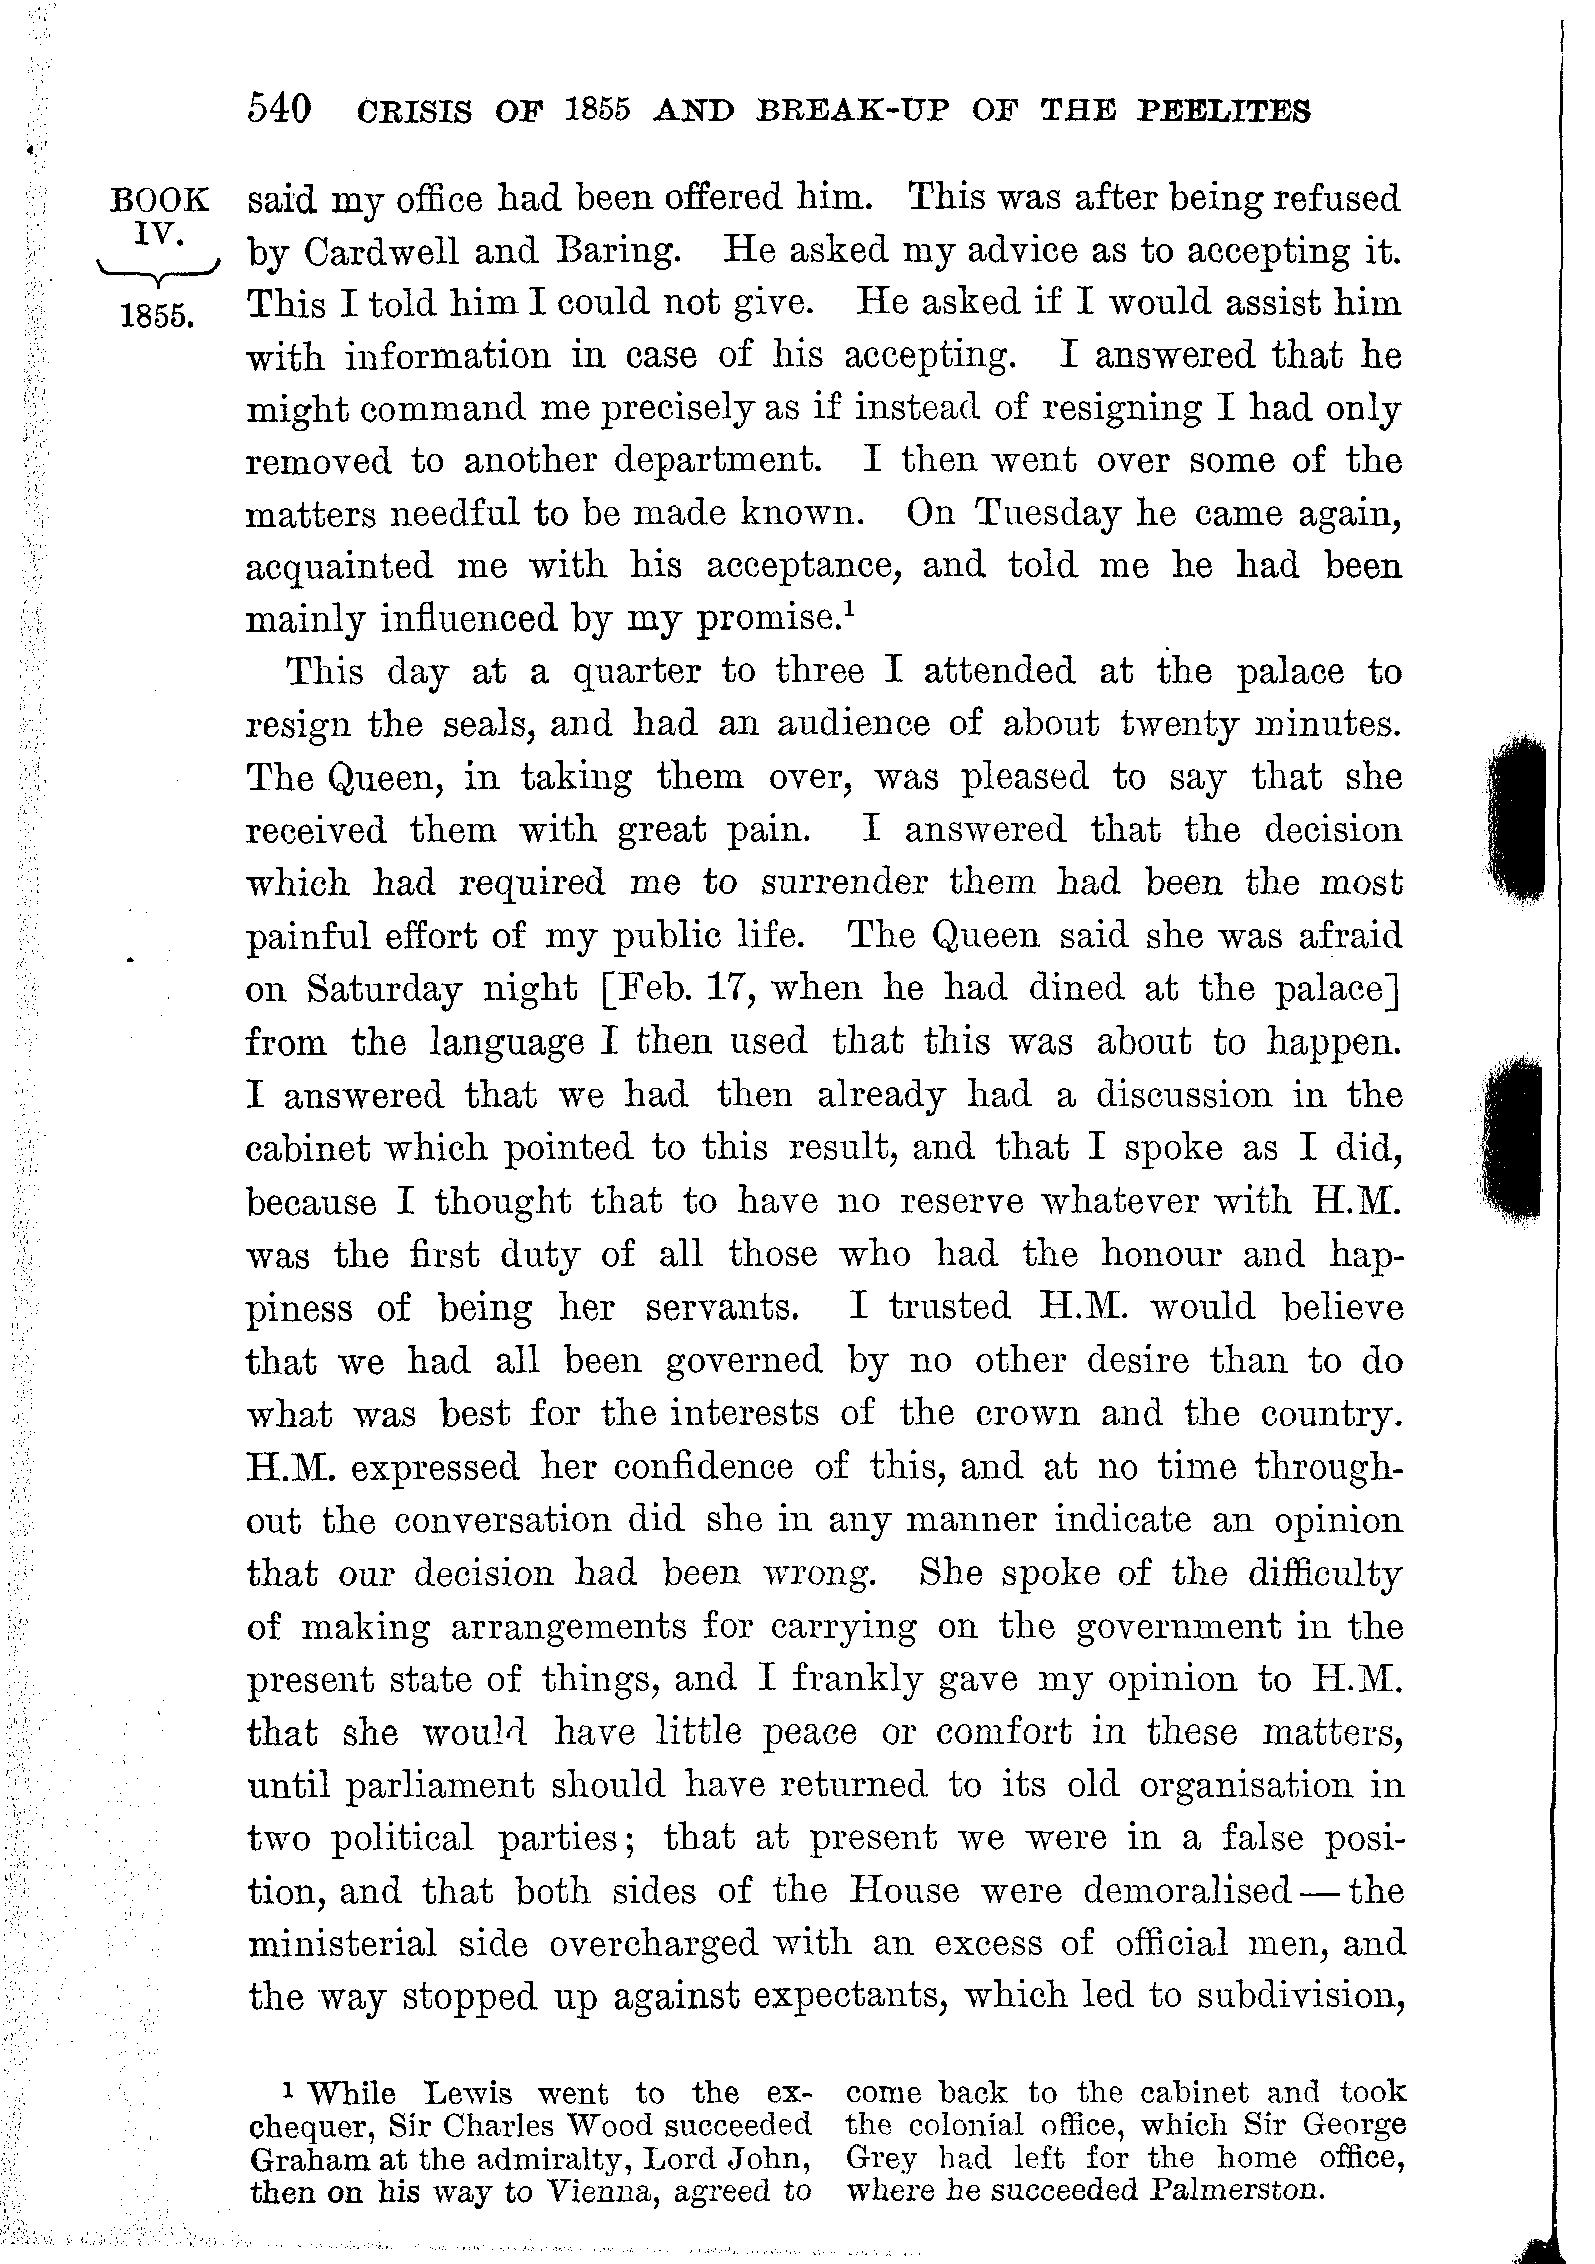 540 CRISIS OF 1855 AND BREAK-UP OF THE PEELITES
BOOK
IV.
1855.
said my office had been offered him. This was after being refused
by Cardwell and Baring. He asked my advice as to accepting it.
This I told him I could not give. He asked if I would assist him
with information in case of his accepting. I answered that he
might command me precisely as if instead of resigning I had only
removed to another department. I then went over some of the
matters needful to be made known. On Tuesday he came again,
acquainted me with his acceptance, and told me he had been
mainly influenced by my promise.¹
This day at a quarter to three I attended at the palace to
resign the seals, and had an audience of about twenty minutes.
The Queen, in taking them over, was pleased to say that she
received them with great pain. I answered that the decision
which had required me to surrender them had been the most
painful effort of my public life. The Queen said she was afraid
on Saturday night [Feb. 17, when he had dined at the palace]
from the language I then used that this was about to happen.
I answered that we had then already had a discussion in the
cabinet which pointed to this result, and that I spoke as I did,
because I thought that to have no reserve whatever with H.M.
was the first duty of all those who had the honour and hap-
piness of being her servants. I trusted H.M. would believe
that we had all been governed by no other desire than to do
what was best for the interests of the crown and the country.
H.M. expressed her confidence of this, and at no time through-
out the conversation did she in any manner indicate an opinion
that our decision had been wrong. She spoke of the difficulty
of making arrangements for carrying on the government in the
present state of things, and I frankly gave my opinion to H.M.
that she would have little peace or comfort in these matters,
until parliament should have returned to its old organisation in
two political parties; that at present we were in a false posi-
tion, and that both sides of the House were demoralised — the
ministerial side overcharged with an excess of official men, and
the way stopped up against expectants, which led to subdivision,
¹ While Lewis went to the ex-
chequer, Sir Charles Wood succeeded
Graham at the admiralty, Lord John,
then on his way to Vienna, agreed to
come back to the cabinet and took
the colonial office, which Sir George
Grey had left for the home office,
where he succeeded Palmerston.